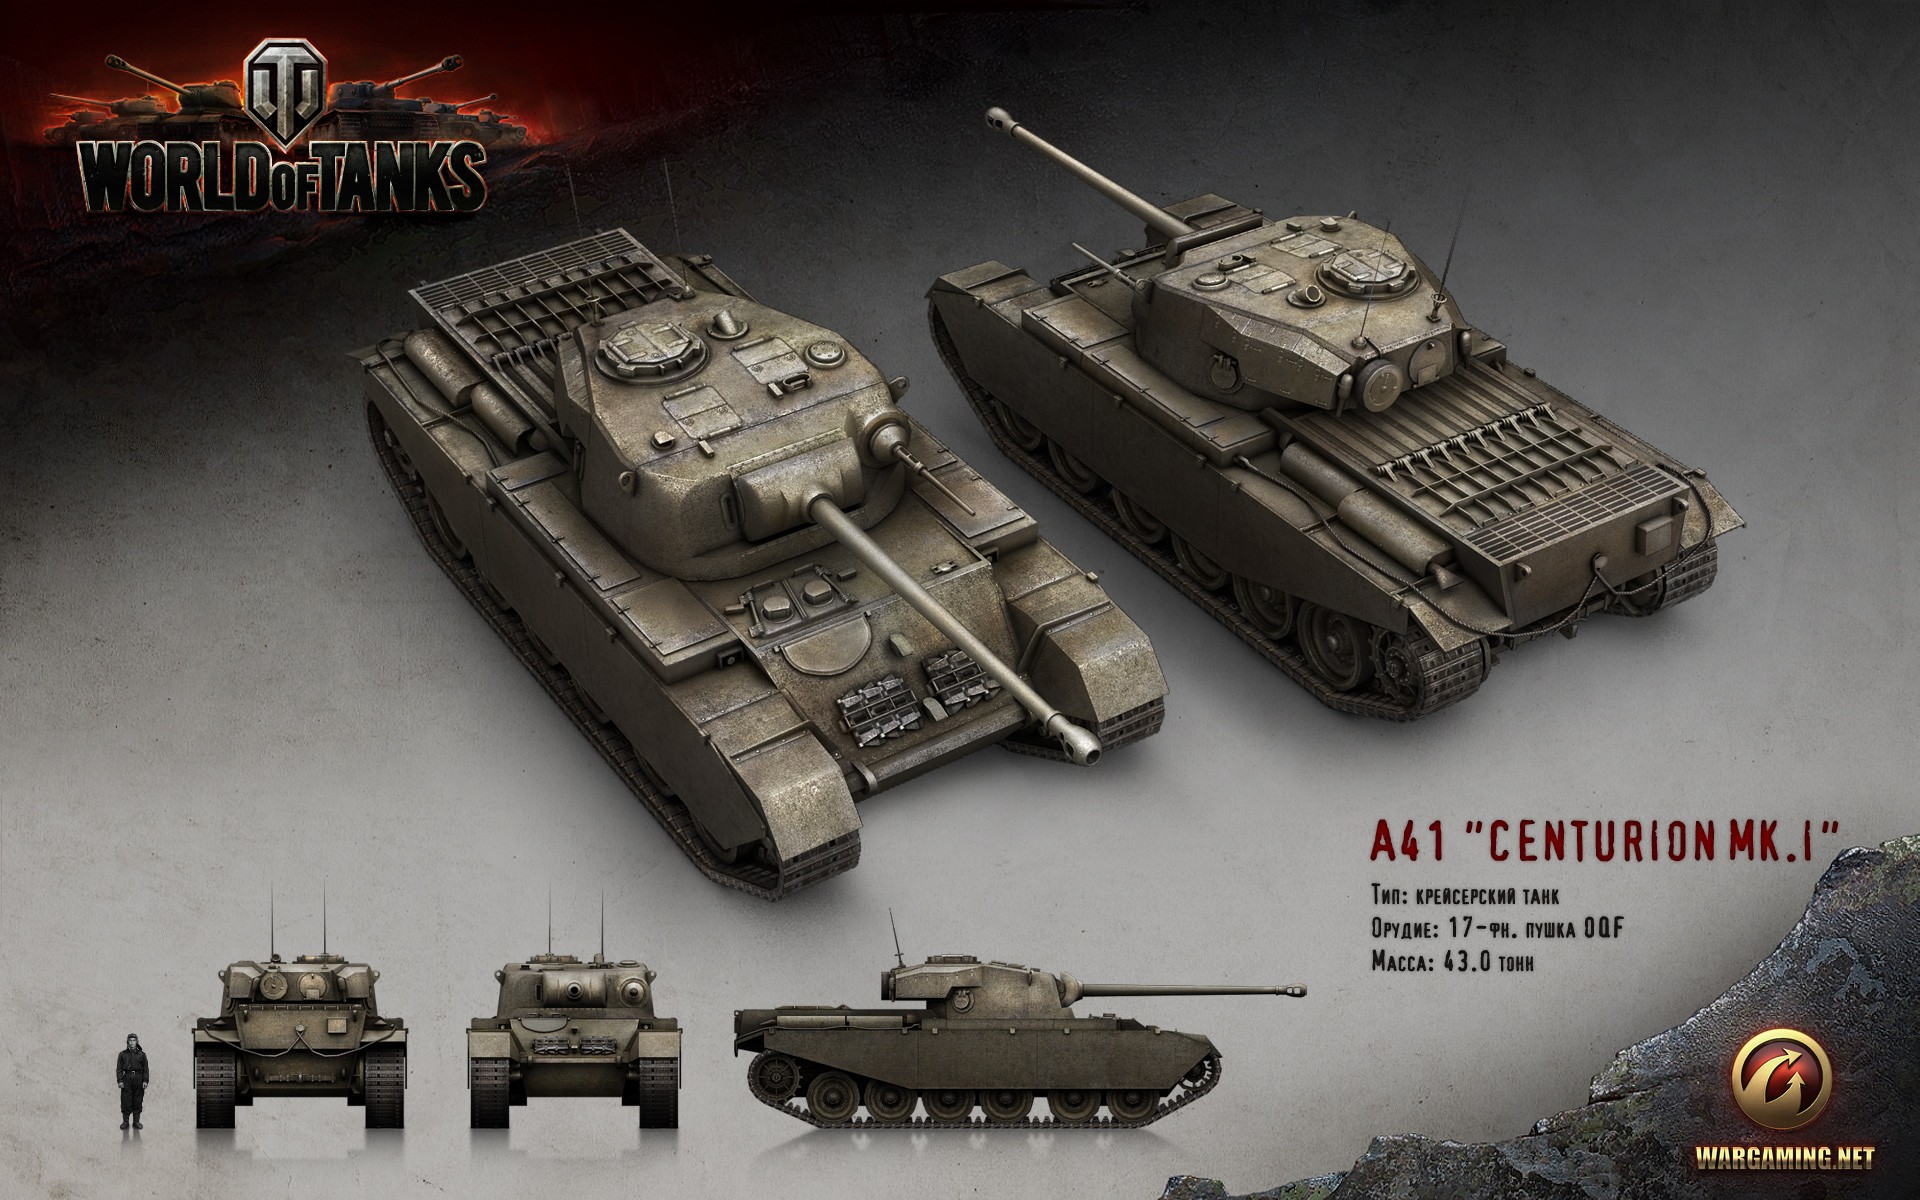 WORLD OF TANKS
A41 "CENTURION MK.I"
Тип: крейсерский танк
Орудие: 17-фн. пушка OQF
Масса: 43.0 тонн
WARGAMING.NET